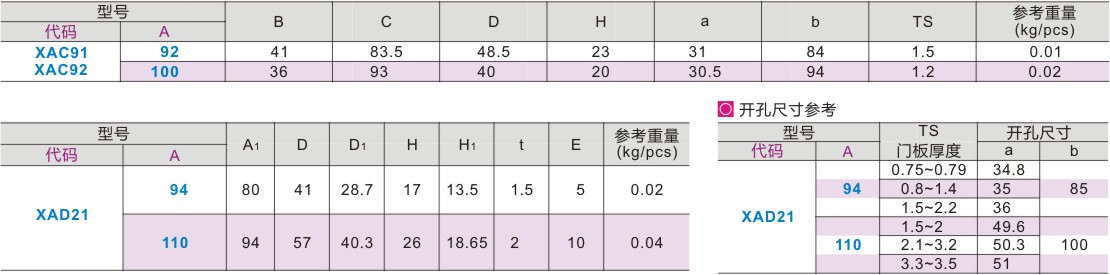 型号 B C D H a b TS 参考重量
代码 A (kg/pcs)
XAC91 92 41 83.5 48.5 23 31 84 1.5 0.01
XAC92 100 36 93 40 20 30.5 94 1.2 0.02
型号 A1 D D1 H H1 t E 参考重量
代码 A (kg/pcs)
XAD21 94 80 41 28.7 17 13.5 1.5 5 0.02
110 94 57 40.3 26 18.65 2 10 0.04
开孔尺寸参考
型号 TS 开孔尺寸
代码 A 门板厚度 a b
XAD21 94 0.75~0.79 34.8 85
0.8~1.4 35
1.5~2.2 36
110 1.5~2 49.6 100
2.1~3.2 50.3
3.3~3.5 51